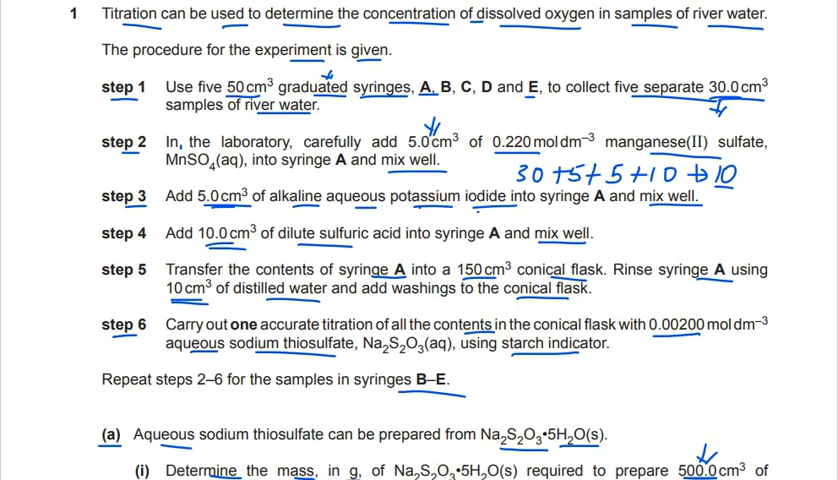 1 Titration can be used to determine the concentration of dissolved oxygen in samples of river water.
The procedure for the experiment is given.
step 1 Use five 50 cm³ graduated syringes, A, B, C, D and E, to collect five separate 30.0 cm³
samples of river water.
step 2 In, the laboratory, carefully add 5.0 cm³ of 0.220 mol dm⁻³ manganese(II) sulfate,
MnSO₄(aq), into syringe A and mix well.
30 + 5 + 5 + 10 + 10
step 3 Add 5.0 cm³ of alkaline aqueous potassium iodide into syringe A and mix well.
step 4 Add 10.0 cm³ of dilute sulfuric acid into syringe A and mix well.
step 5 Transfer the contents of syringe A into a 150 cm³ conical flask. Rinse syringe A using
10 cm³ of distilled water and add washings to the conical flask.
step 6 Carry out one accurate titration of all the contents in the conical flask with 0.00200 mol dm⁻³
aqueous sodium thiosulfate, Na₂S₂O₃(aq), using starch indicator.
Repeat steps 2–6 for the samples in syringes B–E.
(a) Aqueous sodium thiosulfate can be prepared from Na₂S₂O₃•5H₂O(s).
(i) Determine the mass, in g, of Na₂S₂O₃•5H₂O(s) required to prepare 500.0 cm³ of